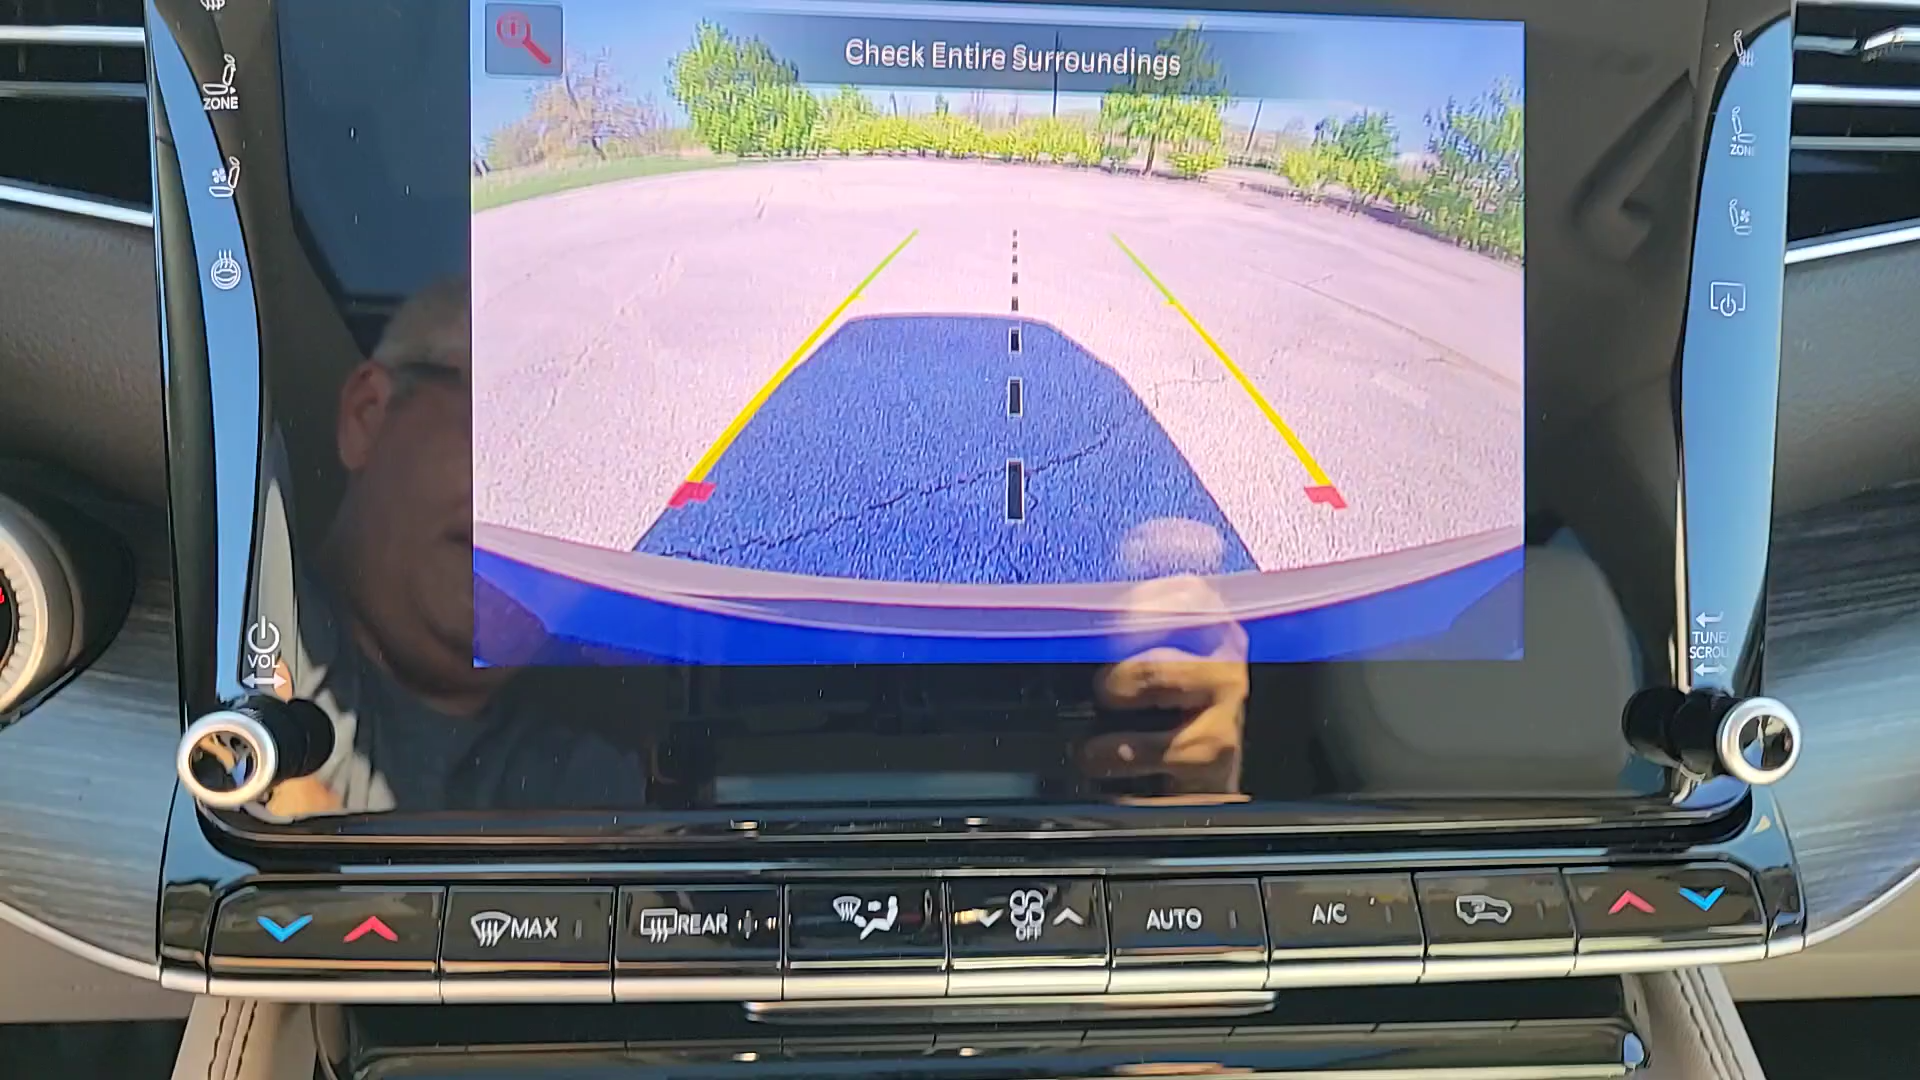 Check Entire Surroundings
ZONE
ZONE
VOL
TUNE/
SCROLL
MAX
REAR
OFF
AUTO
A/C